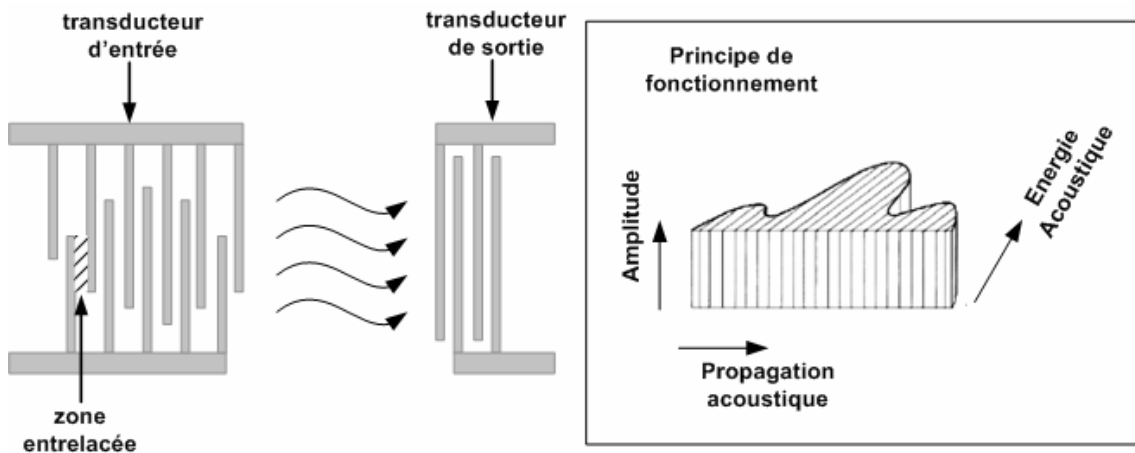 transducteur
d'entrée
transducteur
de sortie
zone
entrelacée
Principe de
fonctionnement
Amplitude
Energie
Acoustique
Propagation
acoustique